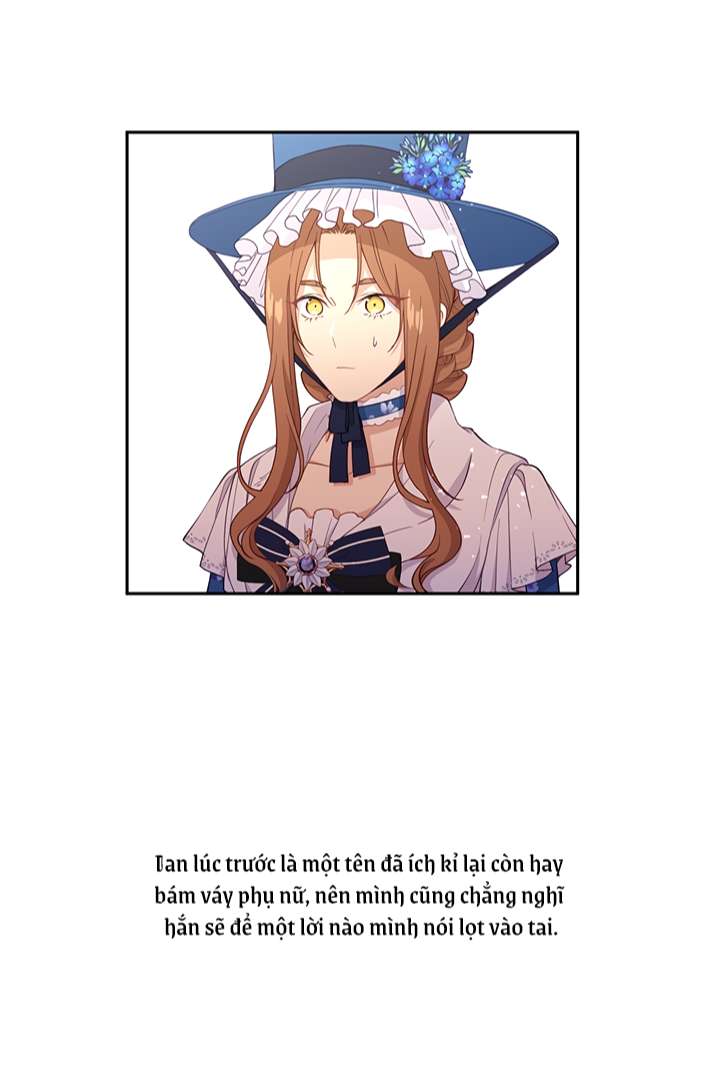 Ian lúc trước là một tên đã ích kỉ lại còn hay
bám váy phụ nữ, nên mình cũng chẳng nghĩ
hắn sẽ để một lời nào mình nói lọt vào tai.